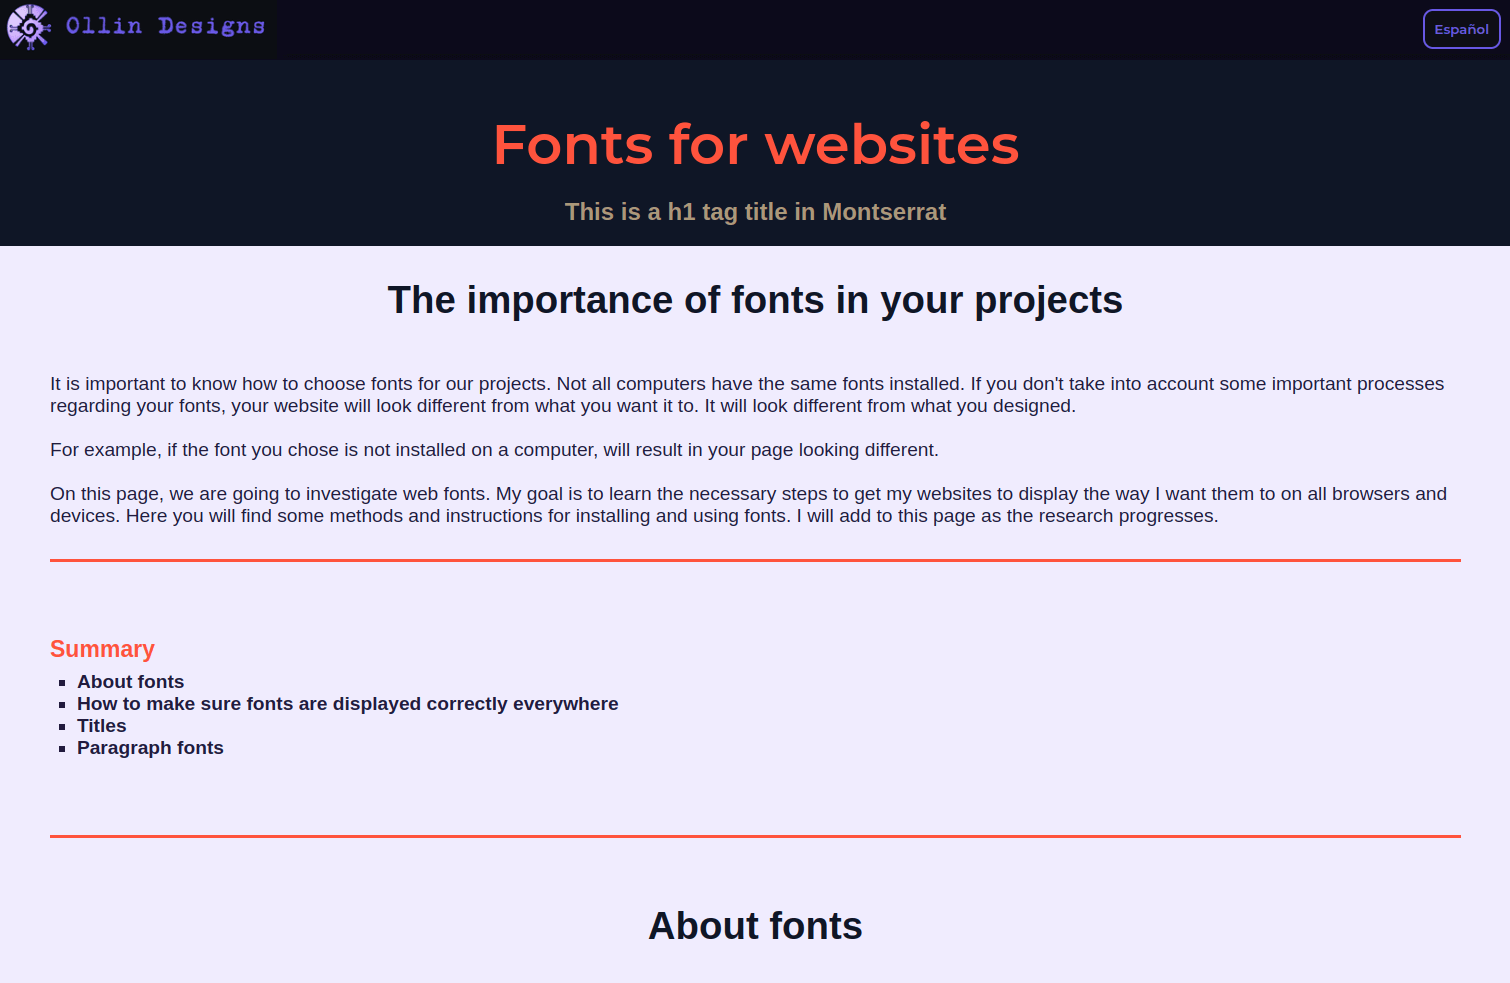 Ollin Designs
Español
Fonts for websites
This is a h1 tag title in Montserrat
The importance of fonts in your projects
It is important to know how to choose fonts for our projects. Not all computers have the same fonts installed. If you don't take into account some important processes
regarding your fonts, your website will look different from what you want it to. It will look different from what you designed.
For example, if the font you chose is not installed on a computer, will result in your page looking different.
On this page, we are going to investigate web fonts. My goal is to learn the necessary steps to get my websites to display the way I want them to on all browsers and
devices. Here you will find some methods and instructions for installing and using fonts. I will add to this page as the research progresses.
Summary
About fonts
How to make sure fonts are displayed correctly everywhere
Titles
Paragraph fonts
About fonts